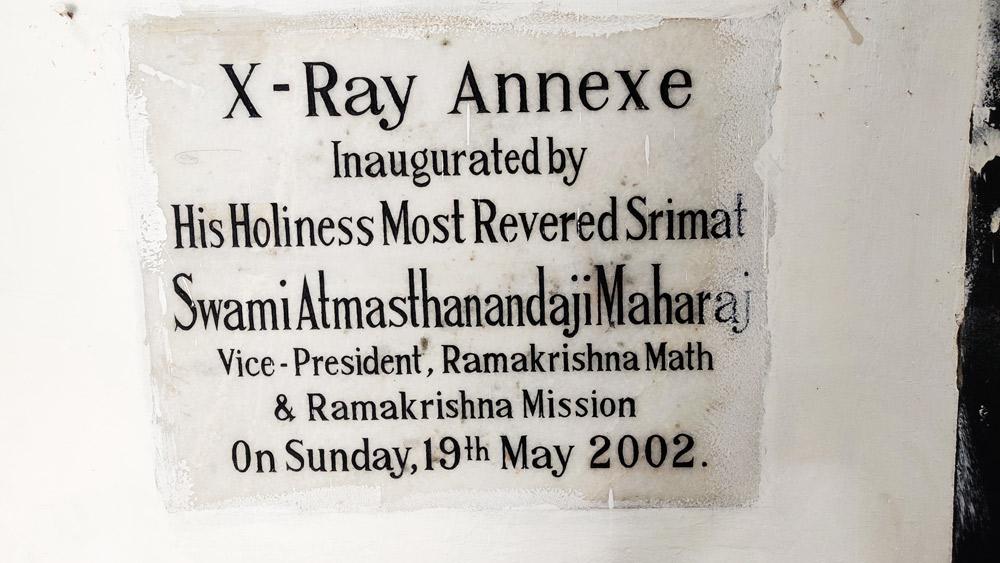 X-Ray Annexe
Inaugurated by
His Holiness Most Revered Srimat
Swami Atmasthanandaji Maharaj
Vice-President, Ramakrishna Math
& Ramakrishna Mission
On Sunday, 19th May 2002.